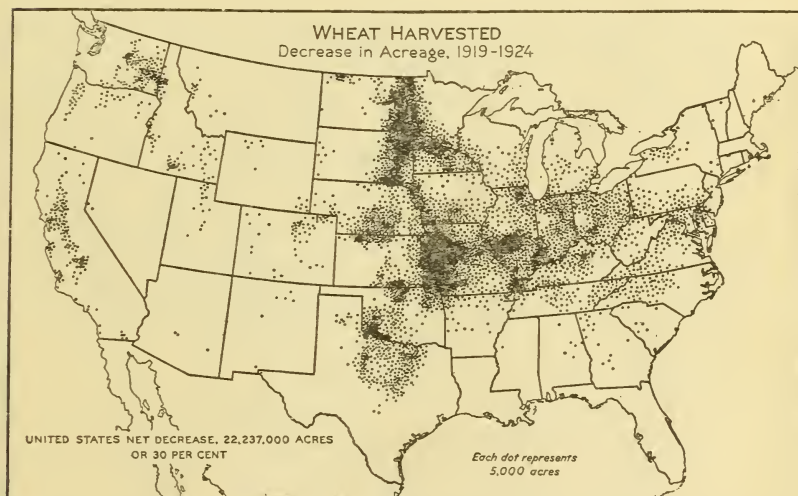 WHEAT HARVESTED
Decrease in Acreage, 1919-1924
UNITED STATES NET DECREASE, 22,237,000 ACRES
OR 30 PER CENT
Each dot represents
5,000 acres